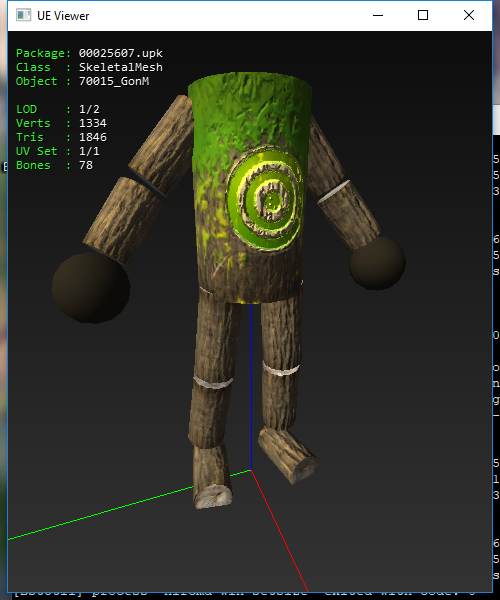 UE Viewer
Package: 00025607.upk
Class  : SkeletalMesh
Object : 70015_GonM
LOD    : 1/2
Verts  : 1334
Tris   : 1846
UV Set : 1/1
Bones  : 78